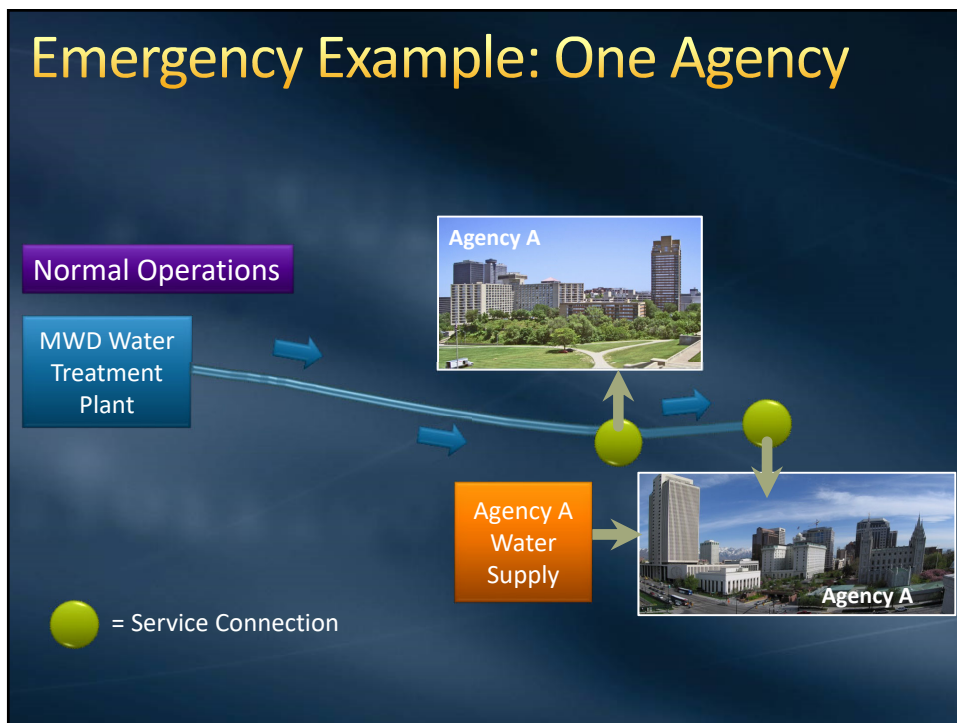 Emergency Example: One Agency
Agency A
Normal Operations
MWD Water
Treatment
Plant
Agency A
Water
Supply
Agency A
= Service Connection